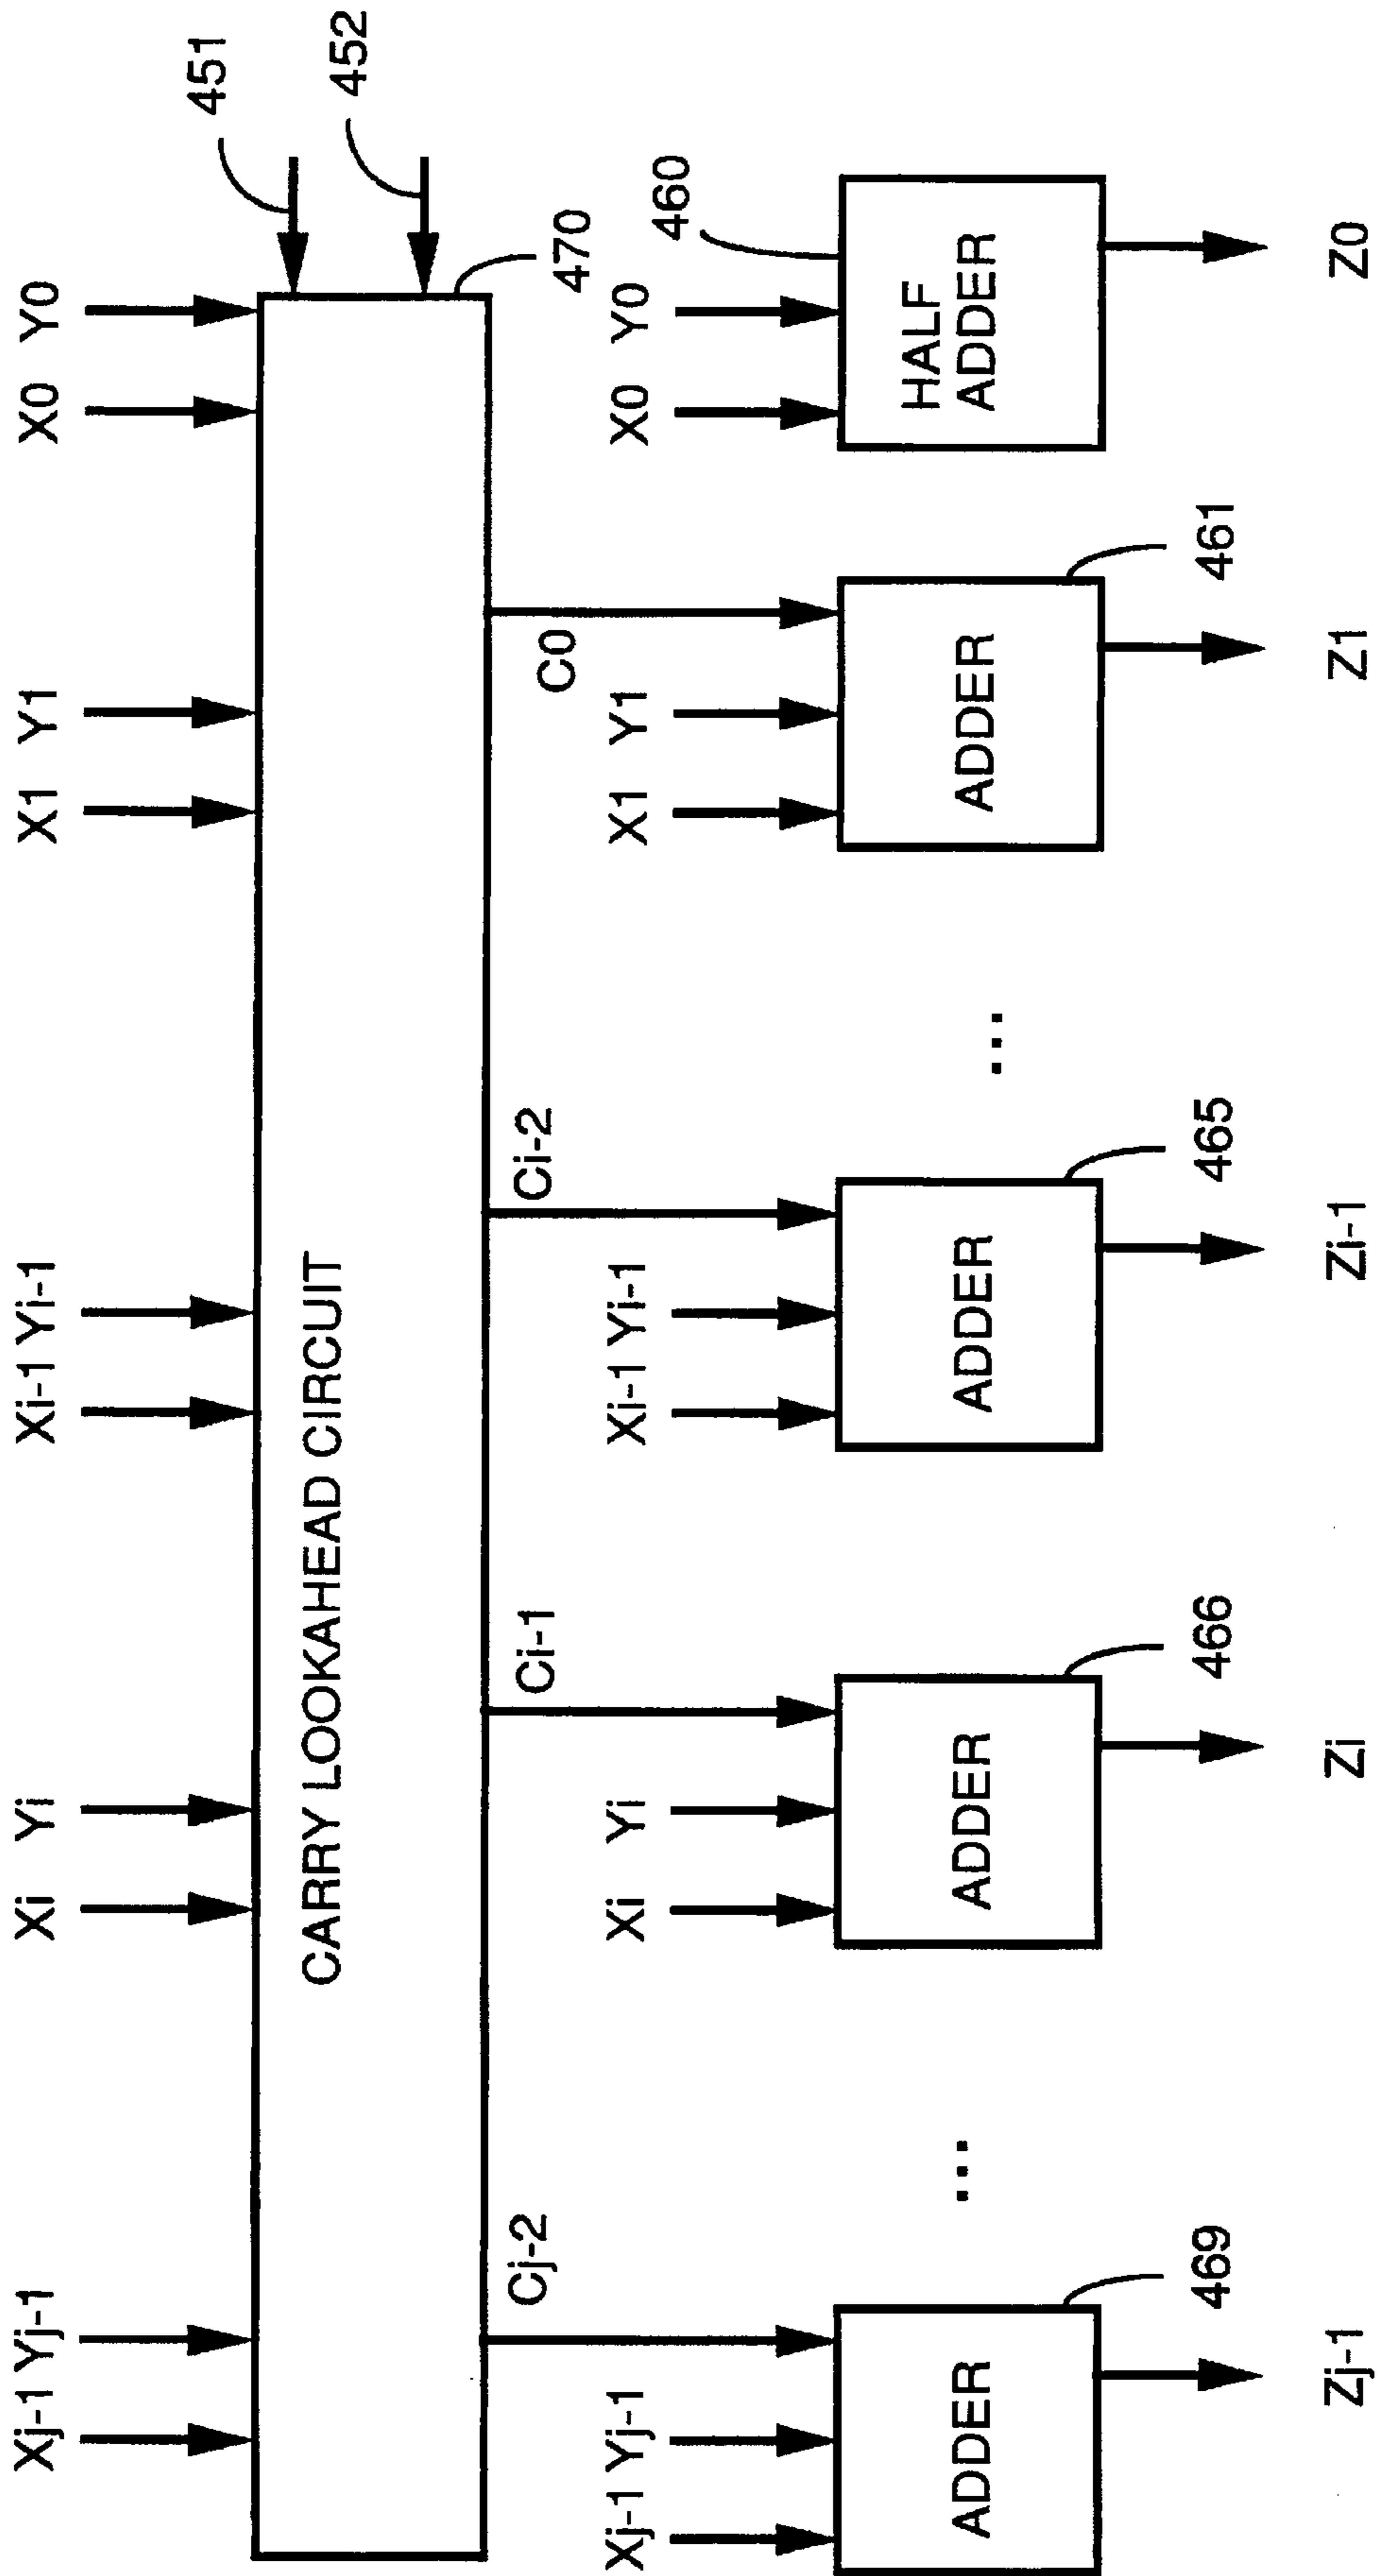 Xj-1 Yj-1 Xi Yi Xi-1 Yi-1 X1 Y1 X0 Y0
451
452
CARRY LOOKAHEAD CIRCUIT
470
Cj-2 Ci-1 Ci-2 C0
Xj-1 Yj-1 Xi Yi Xi-1 Yi-1 X1 Y1 X0 Y0
460
ADDER ... ADDER ADDER ... ADDER HALF
ADDER
469 466 465 461
Zj-1 Zi Zi-1 Z1 Z0